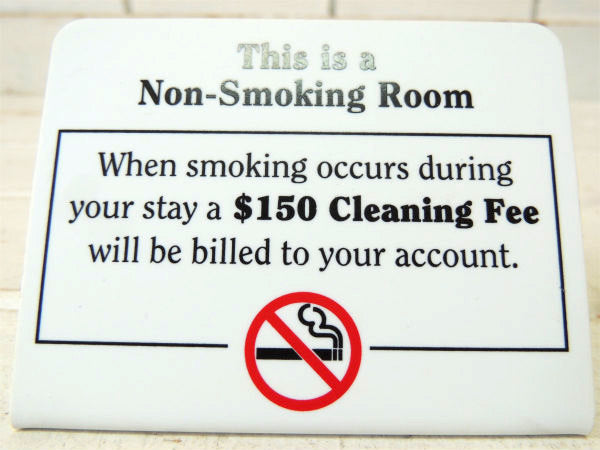 This is a
Non-Smoking Room
When smoking occurs during
your stay a $150 Cleaning Fee
will be billed to your account.